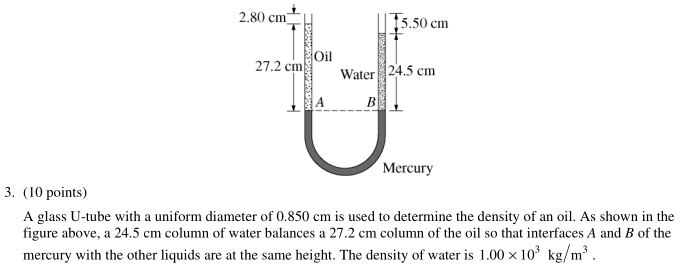 2.80 cm
5.50 cm
Oil
27.2 cm
Water
24.5 cm
A
B
Mercury
3. (10 points)
A glass U-tube with a uniform diameter of 0.850 cm is used to determine the density of an oil. As shown in the
figure above, a 24.5 cm column of water balances a 27.2 cm column of the oil so that interfaces A and B of the
mercury with the other liquids are at the same height. The density of water is 1.00 × 10³ kg/m³ .